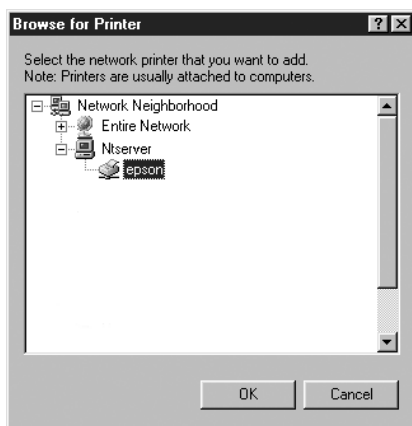 Browse for Printer
Select the network printer that you want to add.
Note: Printers are usually attached to computers.
Network Neighborhood
Entire Network
Ntserver
epson
OK Cancel